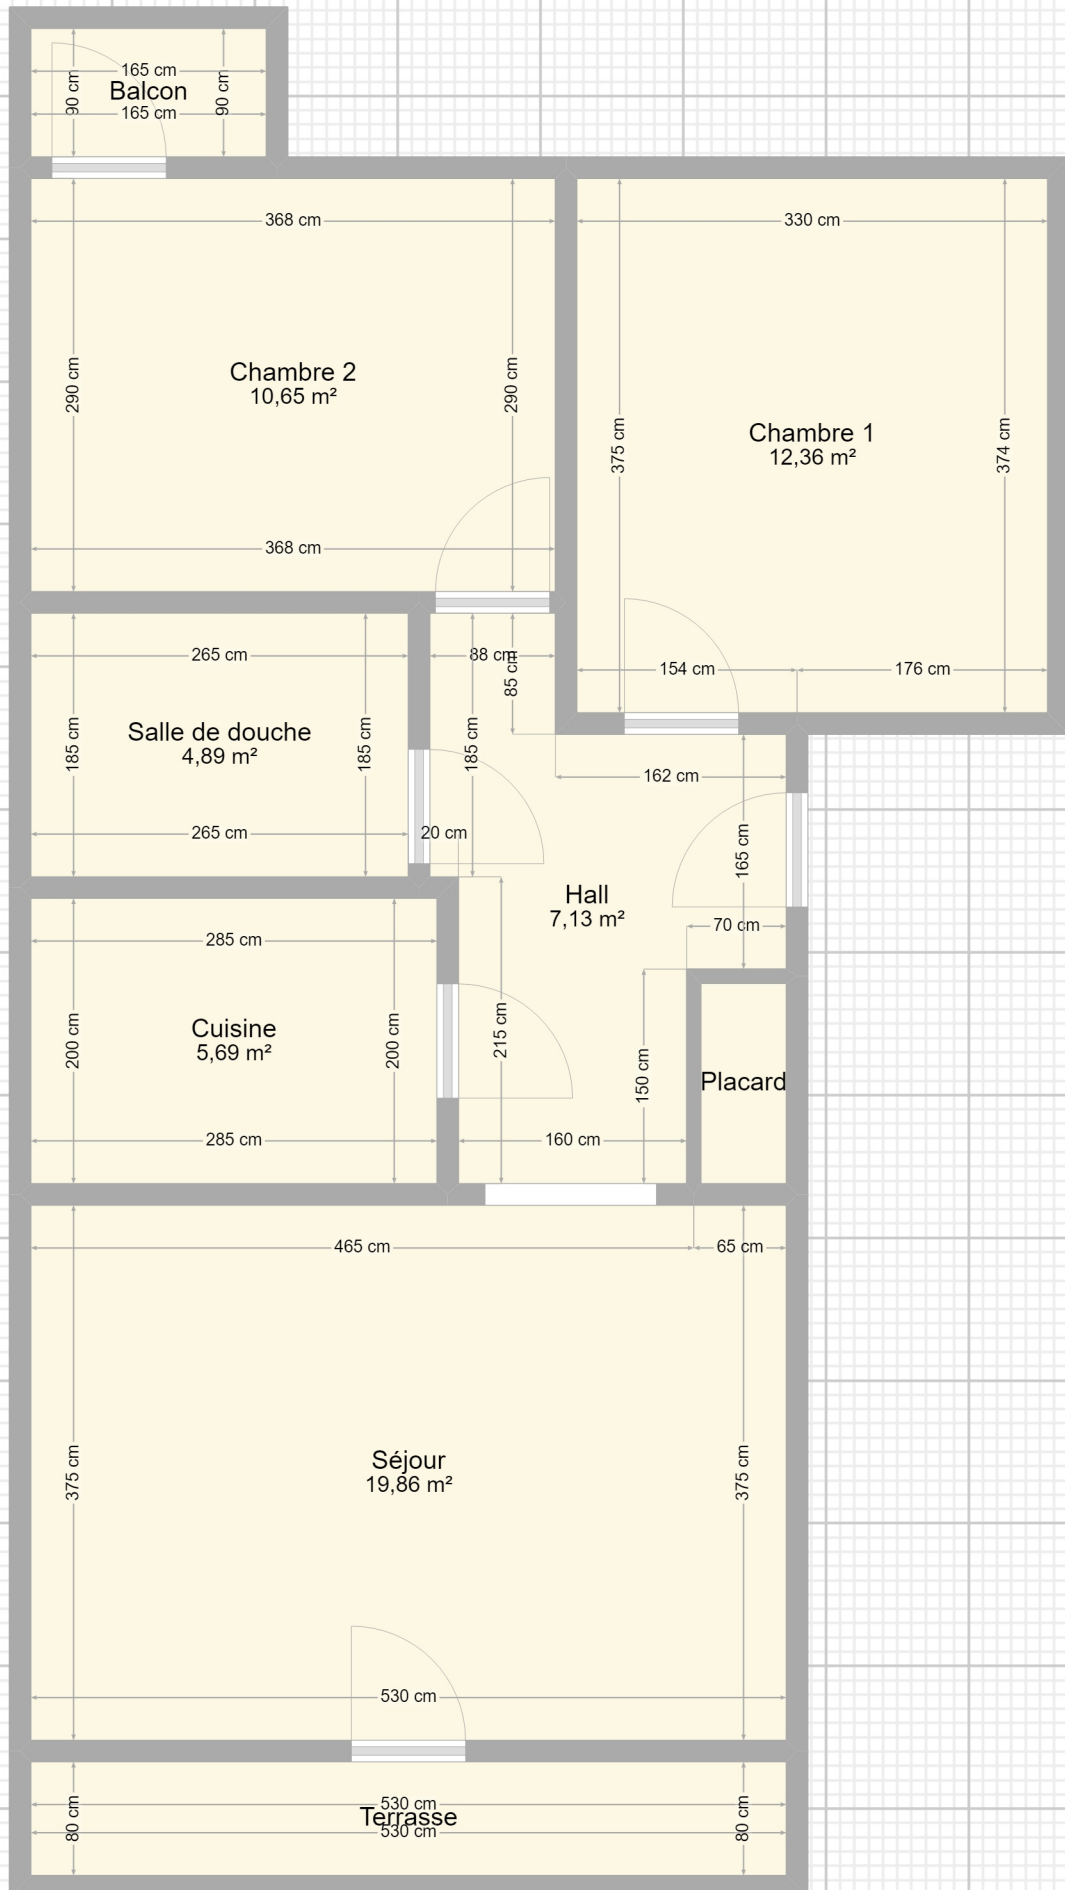 165 cm
90 cm
90 cm
Balcon
165 cm
368 cm
330 cm
290 cm
Chambre 2
10,65 m²
290 cm
375 cm
Chambre 1
12,36 m²
374 cm
368 cm
265 cm
88 cm
85 cm
154 cm
176 cm
185 cm
Salle de douche
4,89 m²
185 cm
185 cm
162 cm
265 cm
20 cm
165 cm
Hall
7,13 m²
70 cm
285 cm
200 cm
Cuisine
5,69 m²
200 cm
215 cm
150 cm
Placard
285 cm
160 cm
465 cm
65 cm
375 cm
Séjour
19,86 m²
375 cm
530 cm
80 cm
530 cm
Terrasse
530 cm
80 cm